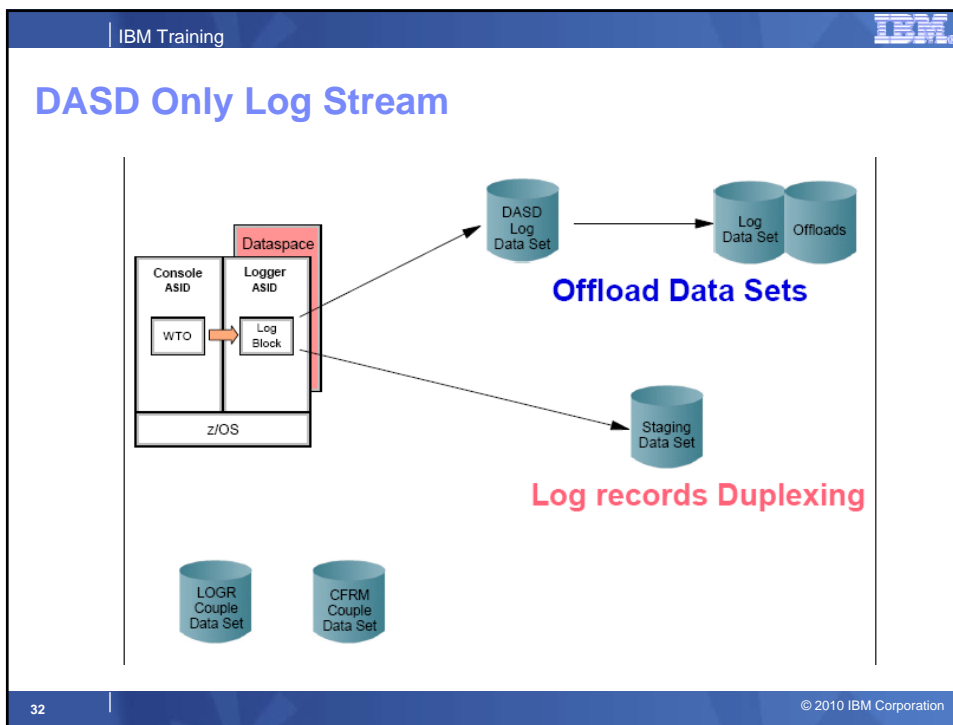 IBM Training
IBM
DASD Only Log Stream
Dataspace
Console
ASID
Logger
ASID
WTO
Log
Block
z/OS
DASD
Log
Data Set
Log
Data Set
Offloads
Offload Data Sets
Staging
Data Set
Log records Duplexing
LOGR
Couple
Data Set
CFRM
Couple
Data Set
32
© 2010 IBM Corporation